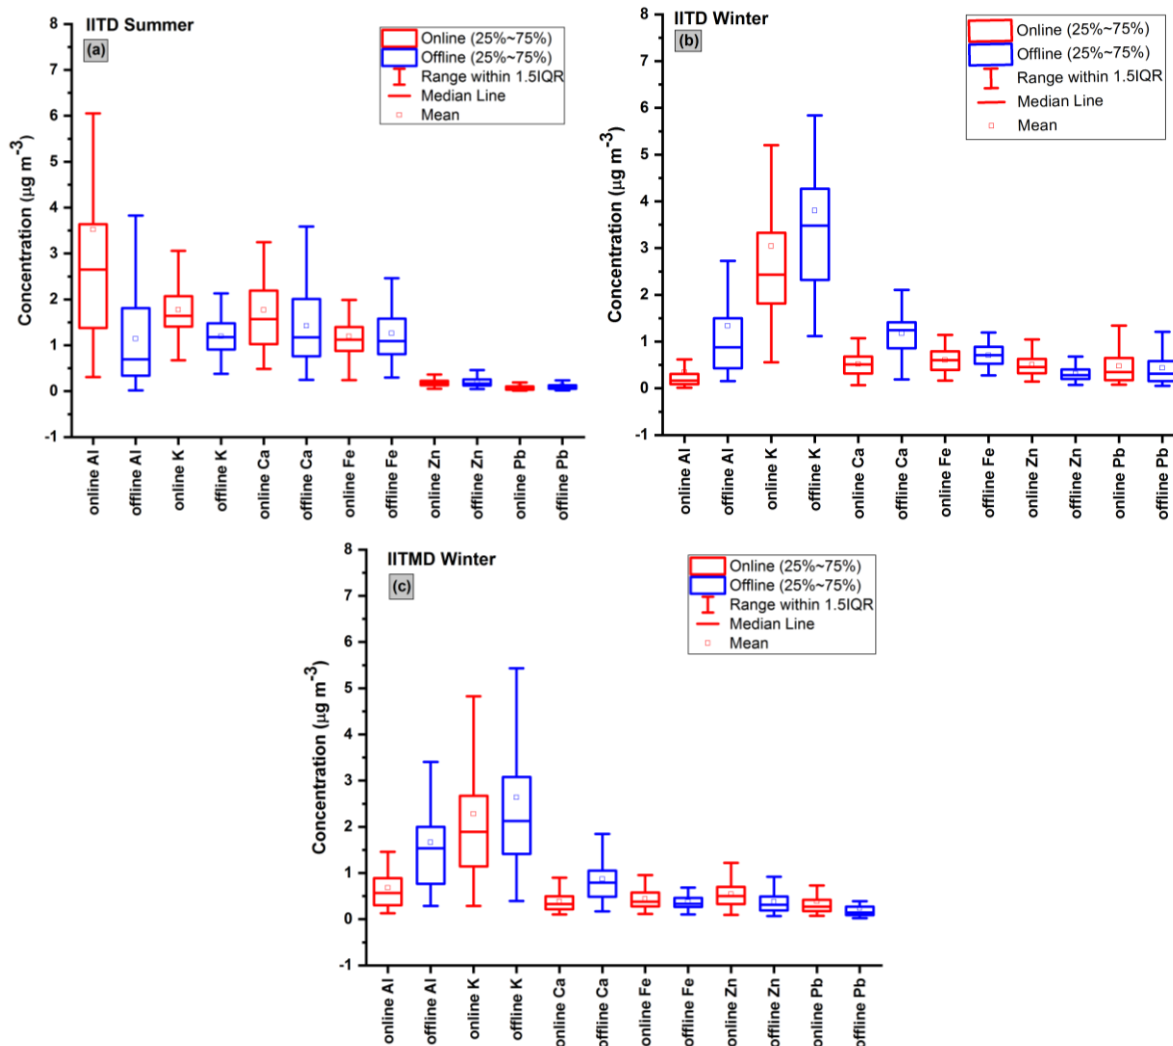 IITD Summer
(a)
Online (25%~75%)
Offline (25%~75%)
Range within 1.5IQR
Median Line
Mean
Concentration (µg m-3)
8
7
6
5
4
3
2
1
0
-1
online Al
offline Al
online K
offline K
online Ca
offline Ca
online Fe
offline Fe
online Zn
offline Zn
online Pb
offline Pb
IITD Winter
(b)
Online (25%~75%)
Offline (25%~75%)
Range within 1.5IQR
Median Line
Mean
Concentration (µg m-3)
8
7
6
5
4
3
2
1
0
-1
online Al
offline Al
online K
offline K
online Ca
offline Ca
online Fe
offline Fe
online Zn
offline Zn
online Pb
offline Pb
IITMD Winter
(c)
Online (25%~75%)
Offline (25%~75%)
Range within 1.5IQR
Median Line
Mean
Concentration (µg m-3)
8
7
6
5
4
3
2
1
0
-1
online Al
offline Al
online K
offline K
online Ca
offline Ca
online Fe
offline Fe
online Zn
offline Zn
online Pb
offline Pb